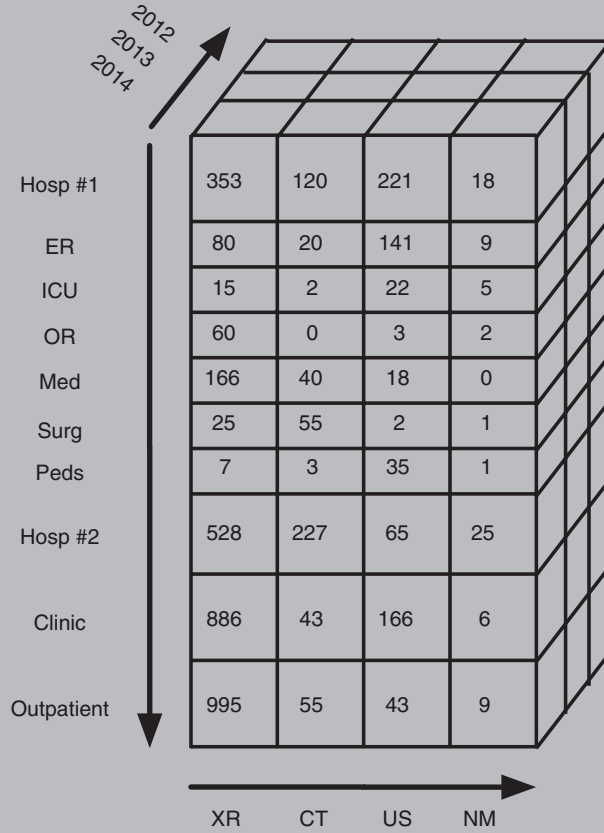 2012
2013
2014
Hosp #1 353 120 221 18
ER 80 20 141 9
ICU 15 2 22 5
OR 60 0 3 2
Med 166 40 18 0
Surg 25 55 2 1
Peds 7 3 35 1
Hosp #2 528 227 65 25
Clinic 886 43 166 6
Outpatient 995 55 43 9
XR CT US NM